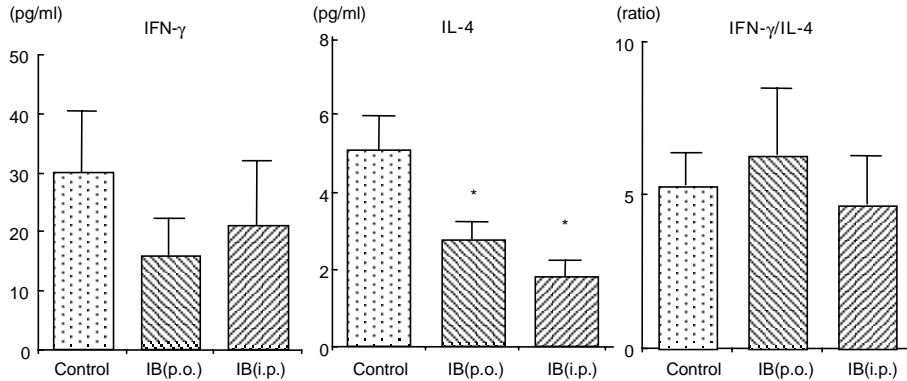 (pg/ml)
IFN-γ
50
40
30
20
10
0
Control IB(p.o.) IB(i.p.)
(pg/ml)
IL-4
8
6
4
2
0
*
*
Control IB(p.o.) IB(i.p.)
(ratio)
IFN-γ/IL-4
10
5
0
Control IB(p.o.) IB(i.p.)